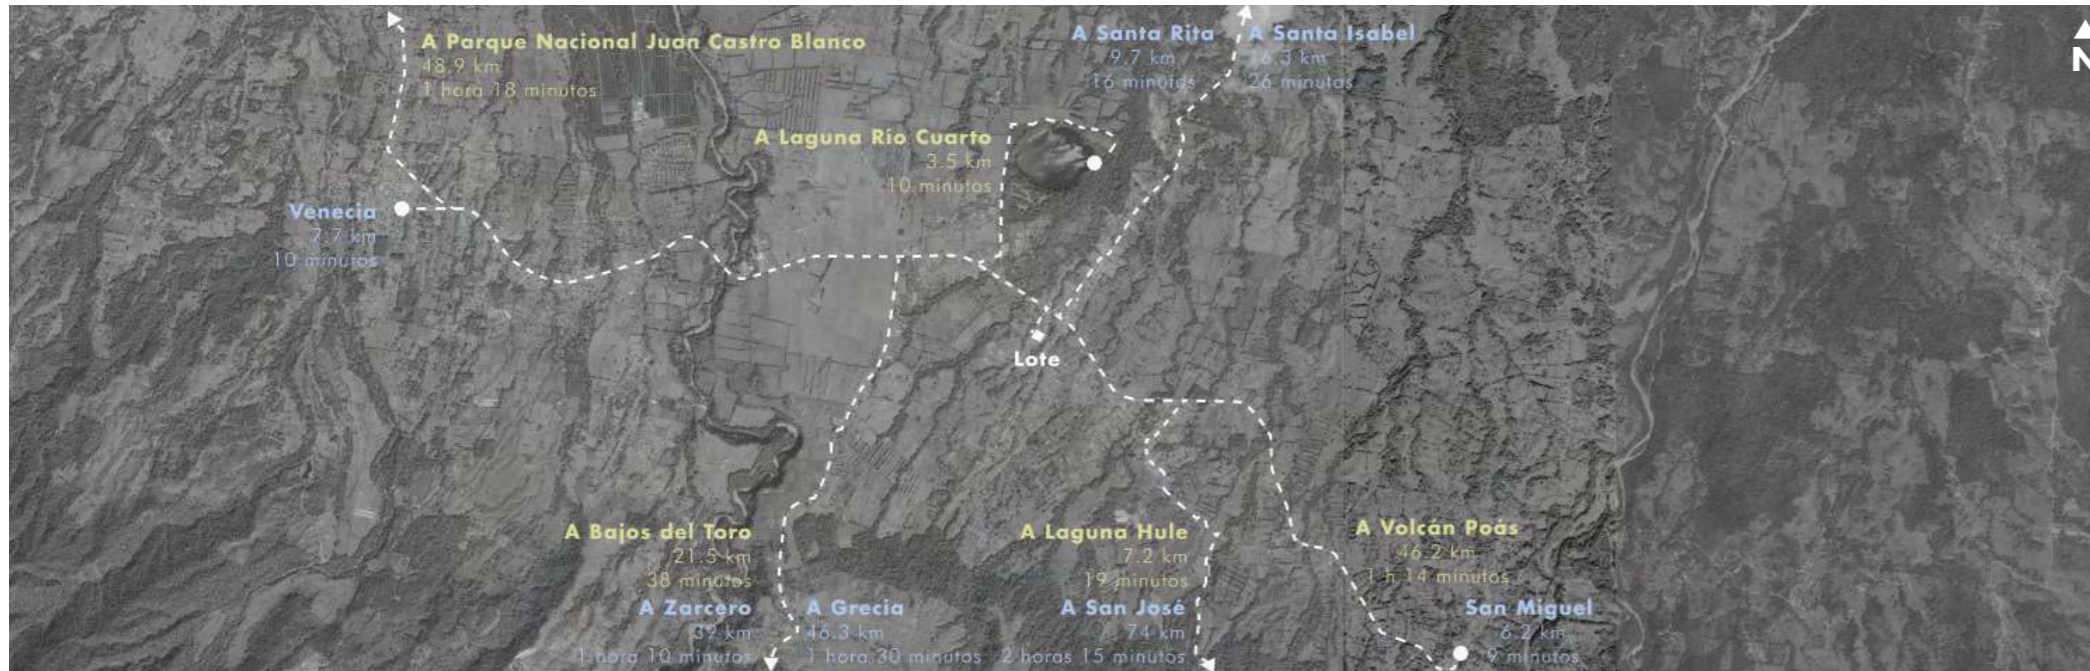 A Parque Nacional Juan Castro Blanco
48.9 km
1 hora 18 minutos
A Santa Rita
9.7 km
16 minutos
A Santa Isabel
16.3 km
26 minutos
N
A Laguna Río Cuarto
3.5 km
10 minutos
Venecia
7.7 km
10 minutos
Lote
A Bajos del Toro
21.5 km
38 minutos
A Zarcero
39 km
1 hora 10 minutos
A Grecia
46.3 km
1 hora 30 minutos
A Laguna Hule
7.2 km
19 minutos
A San José
74 km
2 horas 15 minutos
A Volcán Poás
46.2 km
1 h 14 minutos
San Miguel
6.2 km
9 minutos